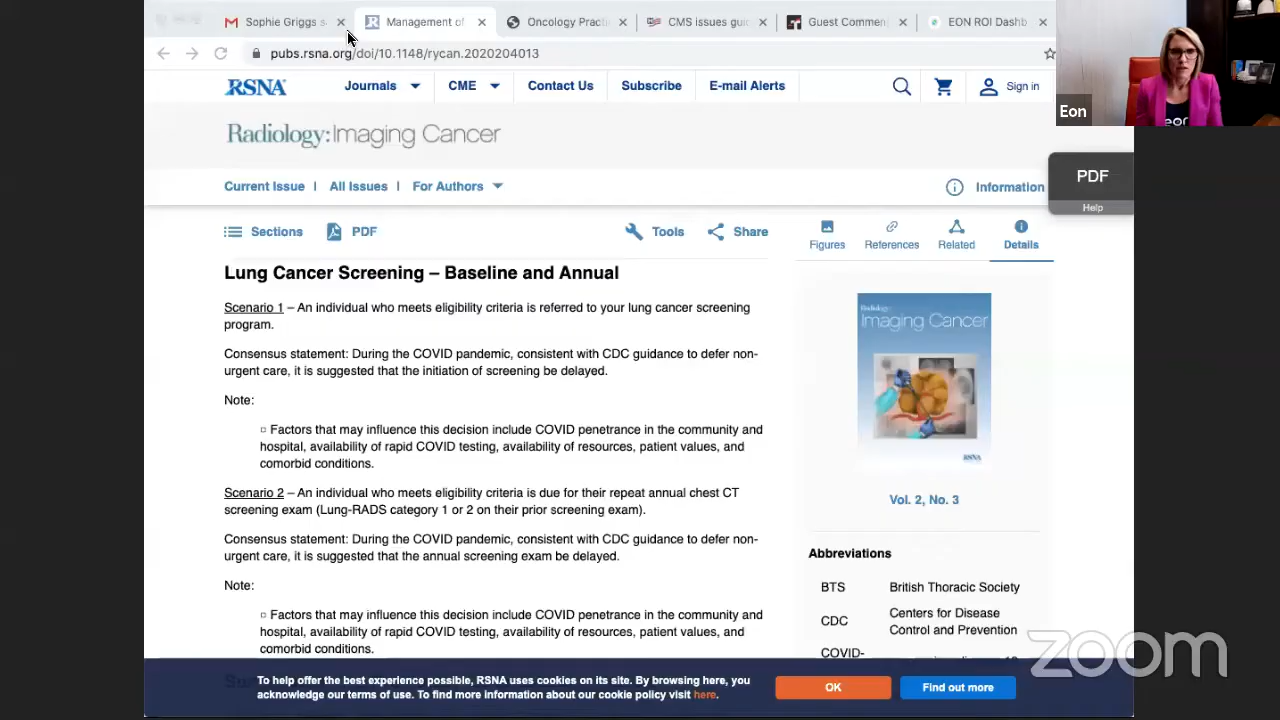 Sophie Griggs s
Management of
Oncology Pract
CMS issues gui
Guest Commen
EON ROI Dashb
pubs.rsna.org/doi/10.1148/rycan.2020204013
RSNA
Journals
CME
Contact Us
Subscribe
E-mail Alerts
Sign in
Eon
eon
Radiology: Imaging Cancer
PDF
Help
Current Issue | All Issues | For Authors
Information
Sections
PDF
Tools
Share
Figures
References
Related
Details
Lung Cancer Screening – Baseline and Annual
Scenario 1 – An individual who meets eligibility criteria is referred to your lung cancer screening
program.
Consensus statement: During the COVID pandemic, consistent with CDC guidance to defer non-
urgent care, it is suggested that the initiation of screening be delayed.
Note:
▫ Factors that may influence this decision include COVID penetrance in the community and
hospital, availability of rapid COVID testing, availability of resources, patient values, and
comorbid conditions.
Scenario 2 – An individual who meets eligibility criteria is due for their repeat annual chest CT
screening exam (Lung-RADS category 1 or 2 on their prior screening exam).
Consensus statement: During the COVID pandemic, consistent with CDC guidance to defer non-
urgent care, it is suggested that the annual screening exam be delayed.
Note:
▫ Factors that may influence this decision include COVID penetrance in the community and
hospital, availability of rapid COVID testing, availability of resources, patient values, and
comorbid conditions.
Radiology:
Imaging Cancer
RSNA
Vol. 2, No. 3
Abbreviations
BTS British Thoracic Society
CDC Centers for Disease
Control and Prevention
COVID-
zoom
To help offer the best experience possible, RSNA uses cookies on its site. By browsing here, you
acknowledge our terms of use. To find more information about our cookie policy visit here.
OK
Find out more